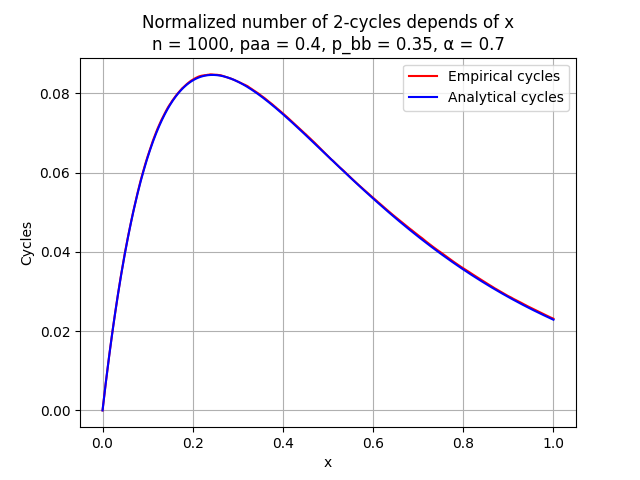 Normalized number of 2-cycles depends of x
n = 1000, paa = 0.4, p_bb = 0.35, α = 0.7
Empirical cycles
Analytical cycles
Cycles
0.08
0.06
0.04
0.02
0.00
0.0 0.2 0.4 0.6 0.8 1.0
x